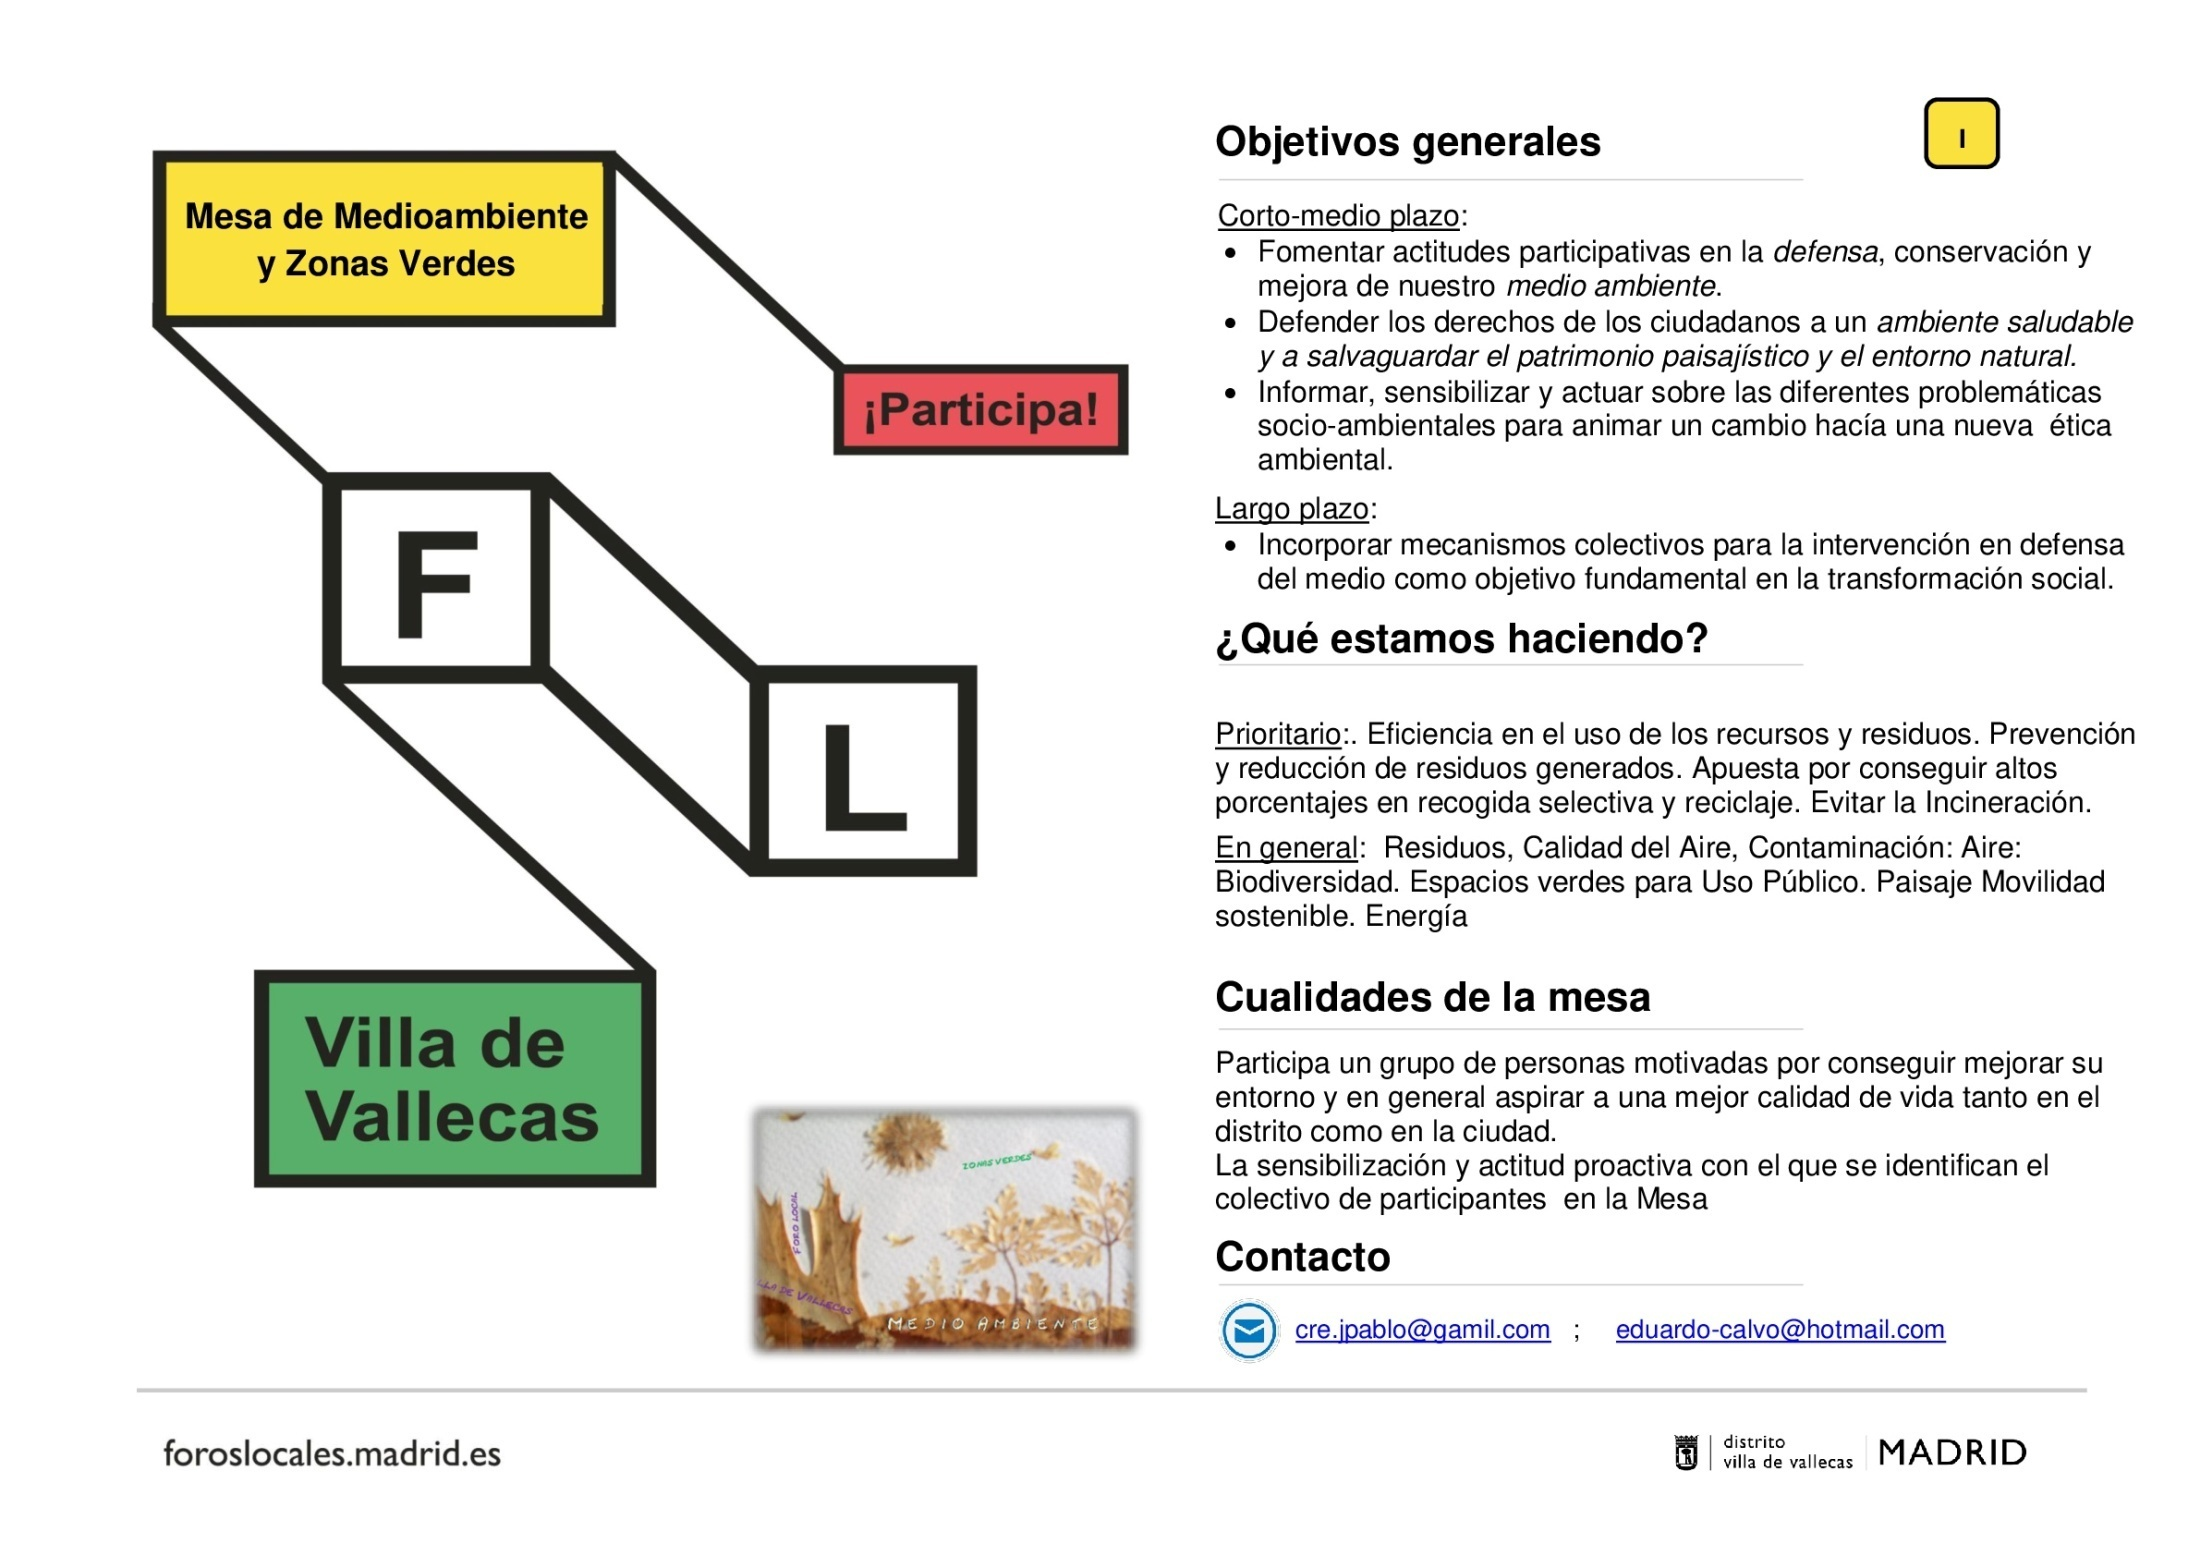 Mesa de Medioambiente
y Zonas Verdes
¡Participa!
F
L
Villa de
Vallecas
ZONAS VERDES
FORO LOCAL
LLA DE VALLECAS
MEDIO AMBIENTE
Objetivos generales
I
Corto-medio plazo:
• Fomentar actitudes participativas en la defensa, conservación y
mejora de nuestro medio ambiente.
• Defender los derechos de los ciudadanos a un ambiente saludable
y a salvaguardar el patrimonio paisajístico y el entorno natural.
• Informar, sensibilizar y actuar sobre las diferentes problemáticas
socio-ambientales para animar un cambio hacía una nueva  ética
ambiental.
Largo plazo:
• Incorporar mecanismos colectivos para la intervención en defensa
del medio como objetivo fundamental en la transformación social.
¿Qué estamos haciendo?
Prioritario:. Eficiencia en el uso de los recursos y residuos. Prevención
y reducción de residuos generados. Apuesta por conseguir altos
porcentajes en recogida selectiva y reciclaje. Evitar la Incineración.
En general:  Residuos, Calidad del Aire, Contaminación: Aire:
Biodiversidad. Espacios verdes para Uso Público. Paisaje Movilidad
sostenible. Energía
Cualidades de la mesa
Participa un grupo de personas motivadas por conseguir mejorar su
entorno y en general aspirar a una mejor calidad de vida tanto en el
distrito como en la ciudad.
La sensibilización y actitud proactiva con el que se identifican el
colectivo de participantes  en la Mesa
Contacto
cre.jpablo@gamil.com ; eduardo-calvo@hotmail.com
foroslocales.madrid.es
distrito
villa de vallecas
MADRID